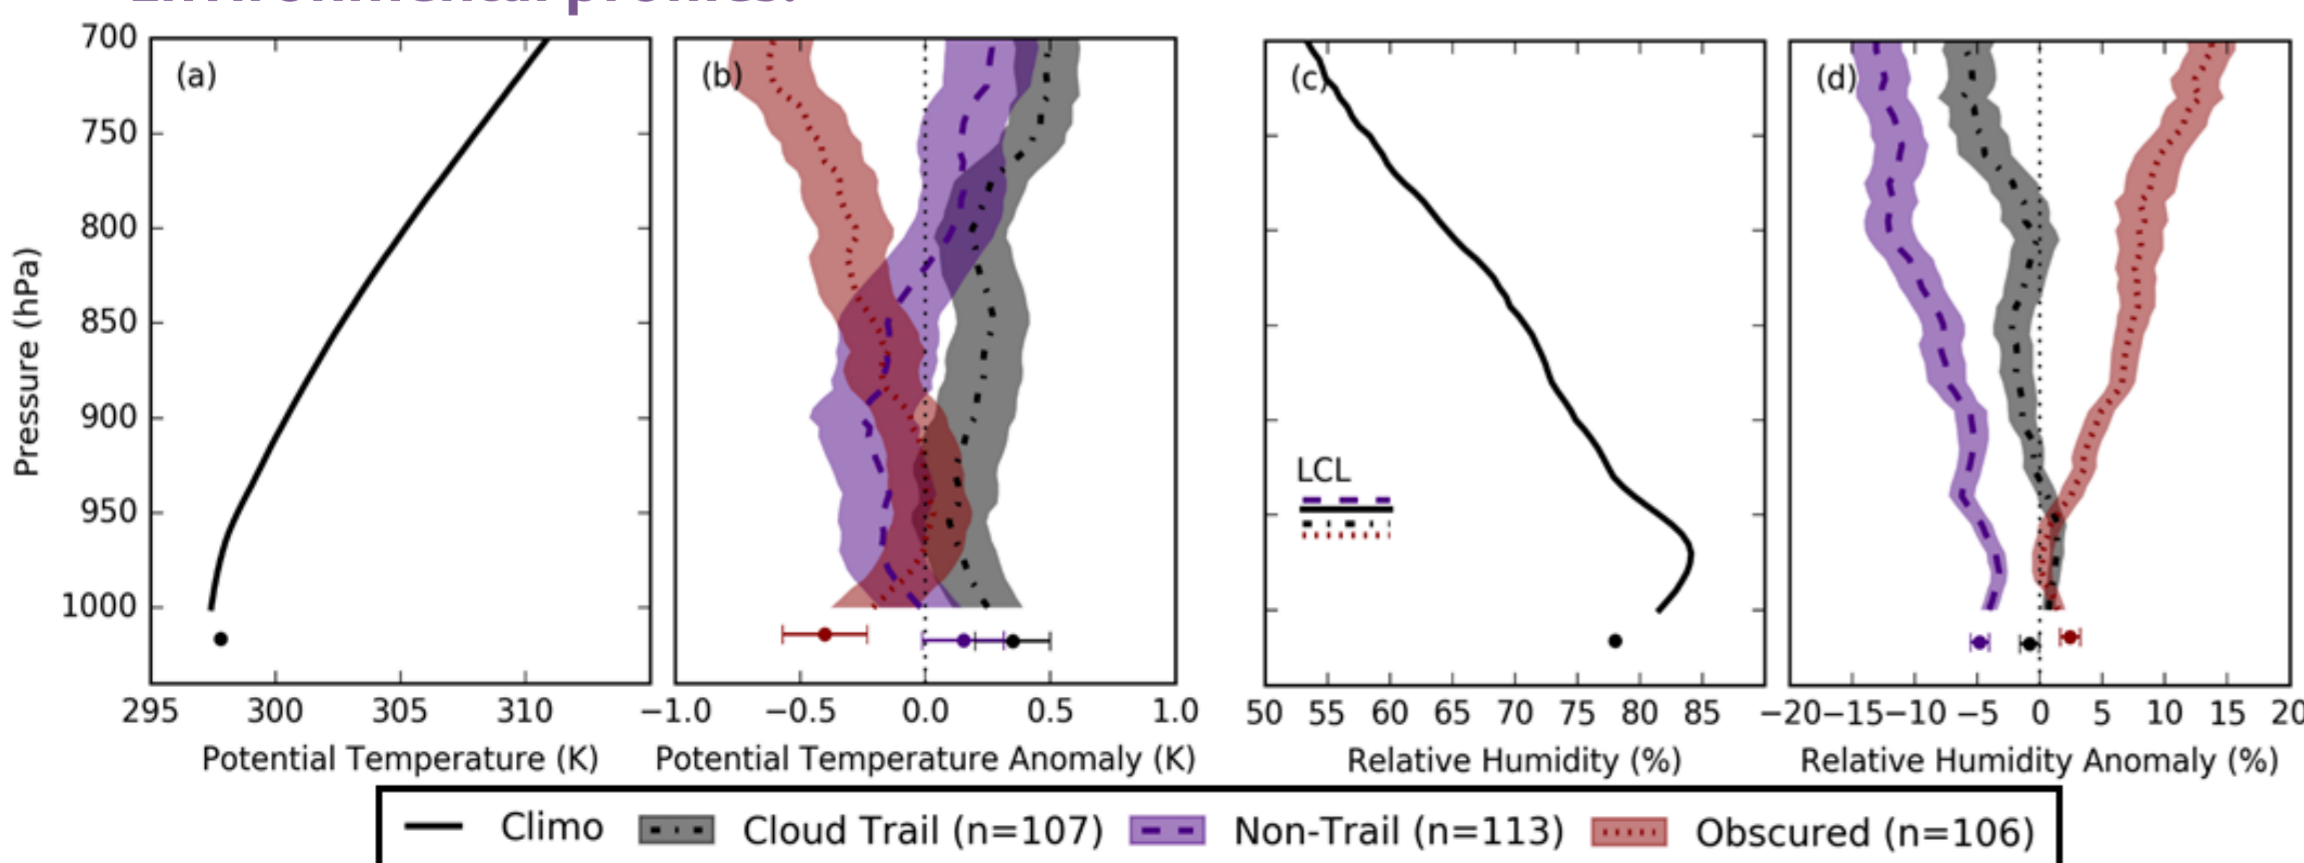 Environmental profiles:
(a)
(b)
(c)
(d)
700
750
800
850
900
950
1000
Pressure (hPa)
LCL
295 300 305 310
−1.0 −0.5 0.0 0.5 1.0
50 55 60 65 70 75 80 85
−20 −15 −10 −5 0 5 10 15 20
Potential Temperature (K)
Potential Temperature Anomaly (K)
Relative Humidity (%)
Relative Humidity Anomaly (%)
Climo
Cloud Trail (n=107)
Non-Trail (n=113)
Obscured (n=106)